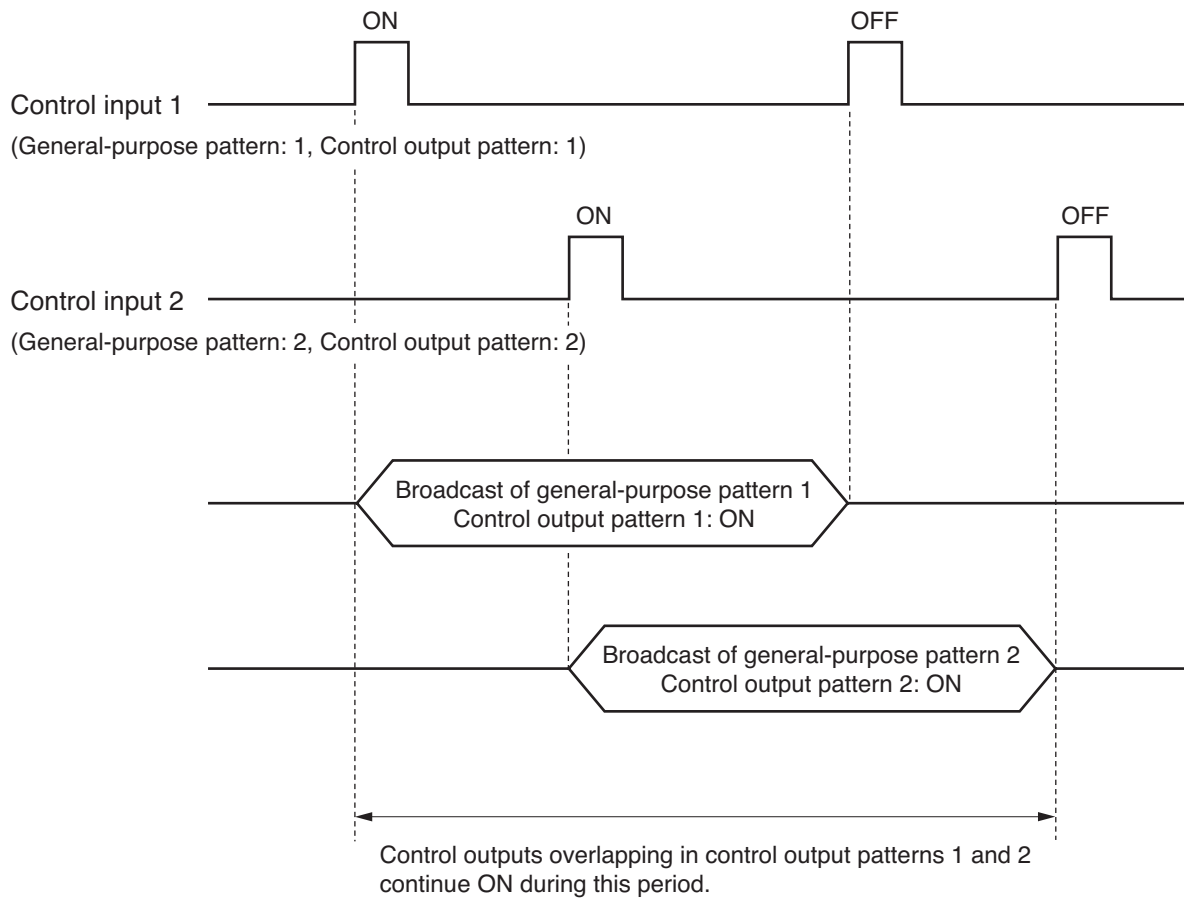 ON
OFF
Control input 1
(General-purpose pattern: 1, Control output pattern: 1)
ON
OFF
Control input 2
(General-purpose pattern: 2, Control output pattern: 2)
Broadcast of general-purpose pattern 1
Control output pattern 1: ON
Broadcast of general-purpose pattern 2
Control output pattern 2: ON
Control outputs overlapping in control output patterns 1 and 2
continue ON during this period.